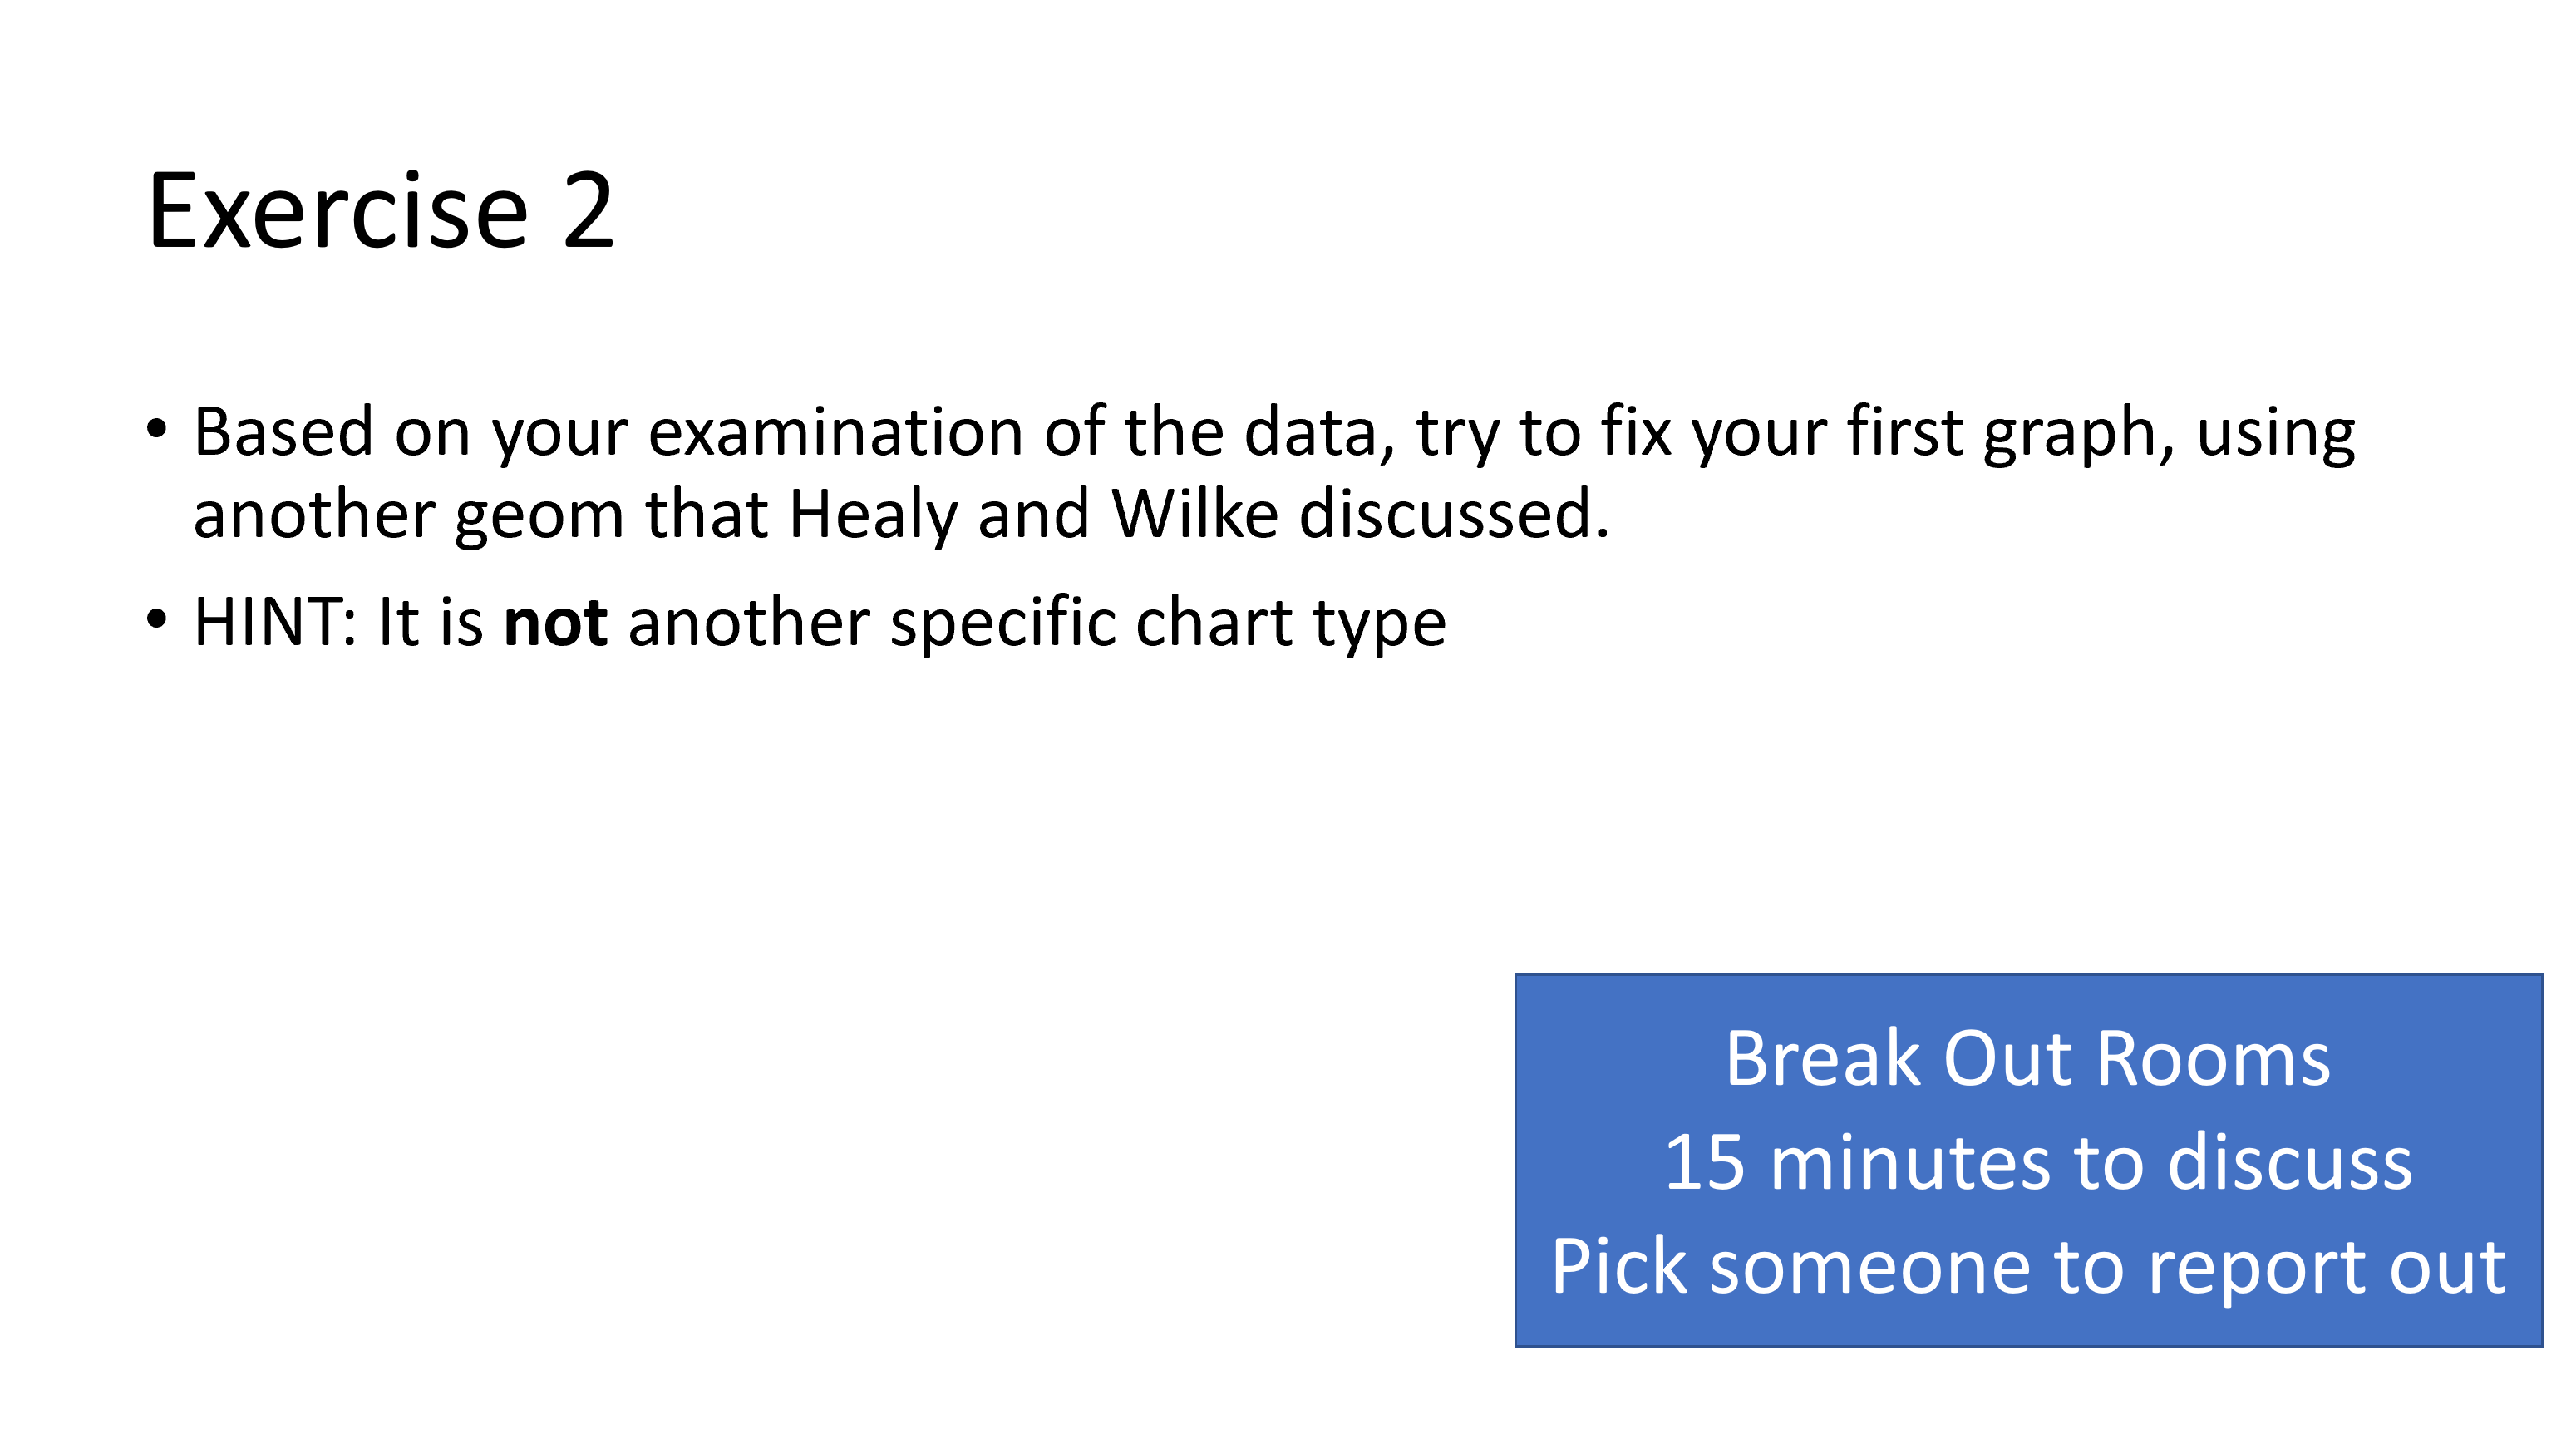 Exercise 2
• Based on your examination of the data, try to fix your first graph, using
another geom that Healy and Wilke discussed.
• HINT: It is not another specific chart type
Break Out Rooms
15 minutes to discuss
Pick someone to report out